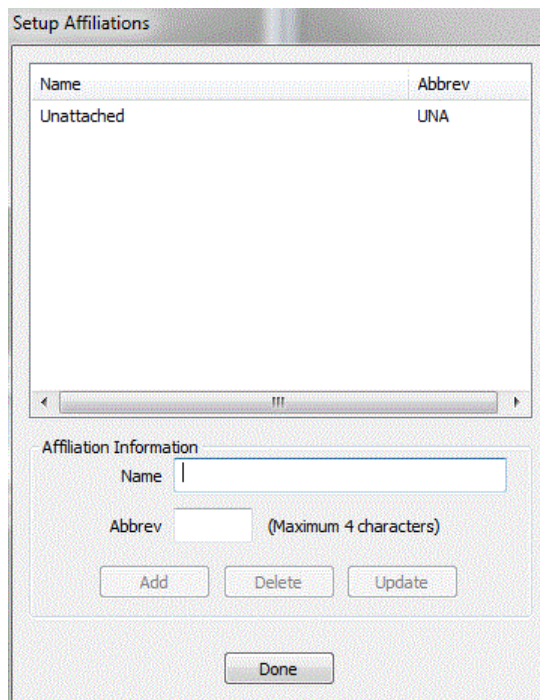 Setup Affiliations
Name Abbrev
Unattached UNA
Affiliation Information
Name
Abbrev (Maximum 4 characters)
Add Delete Update
Done